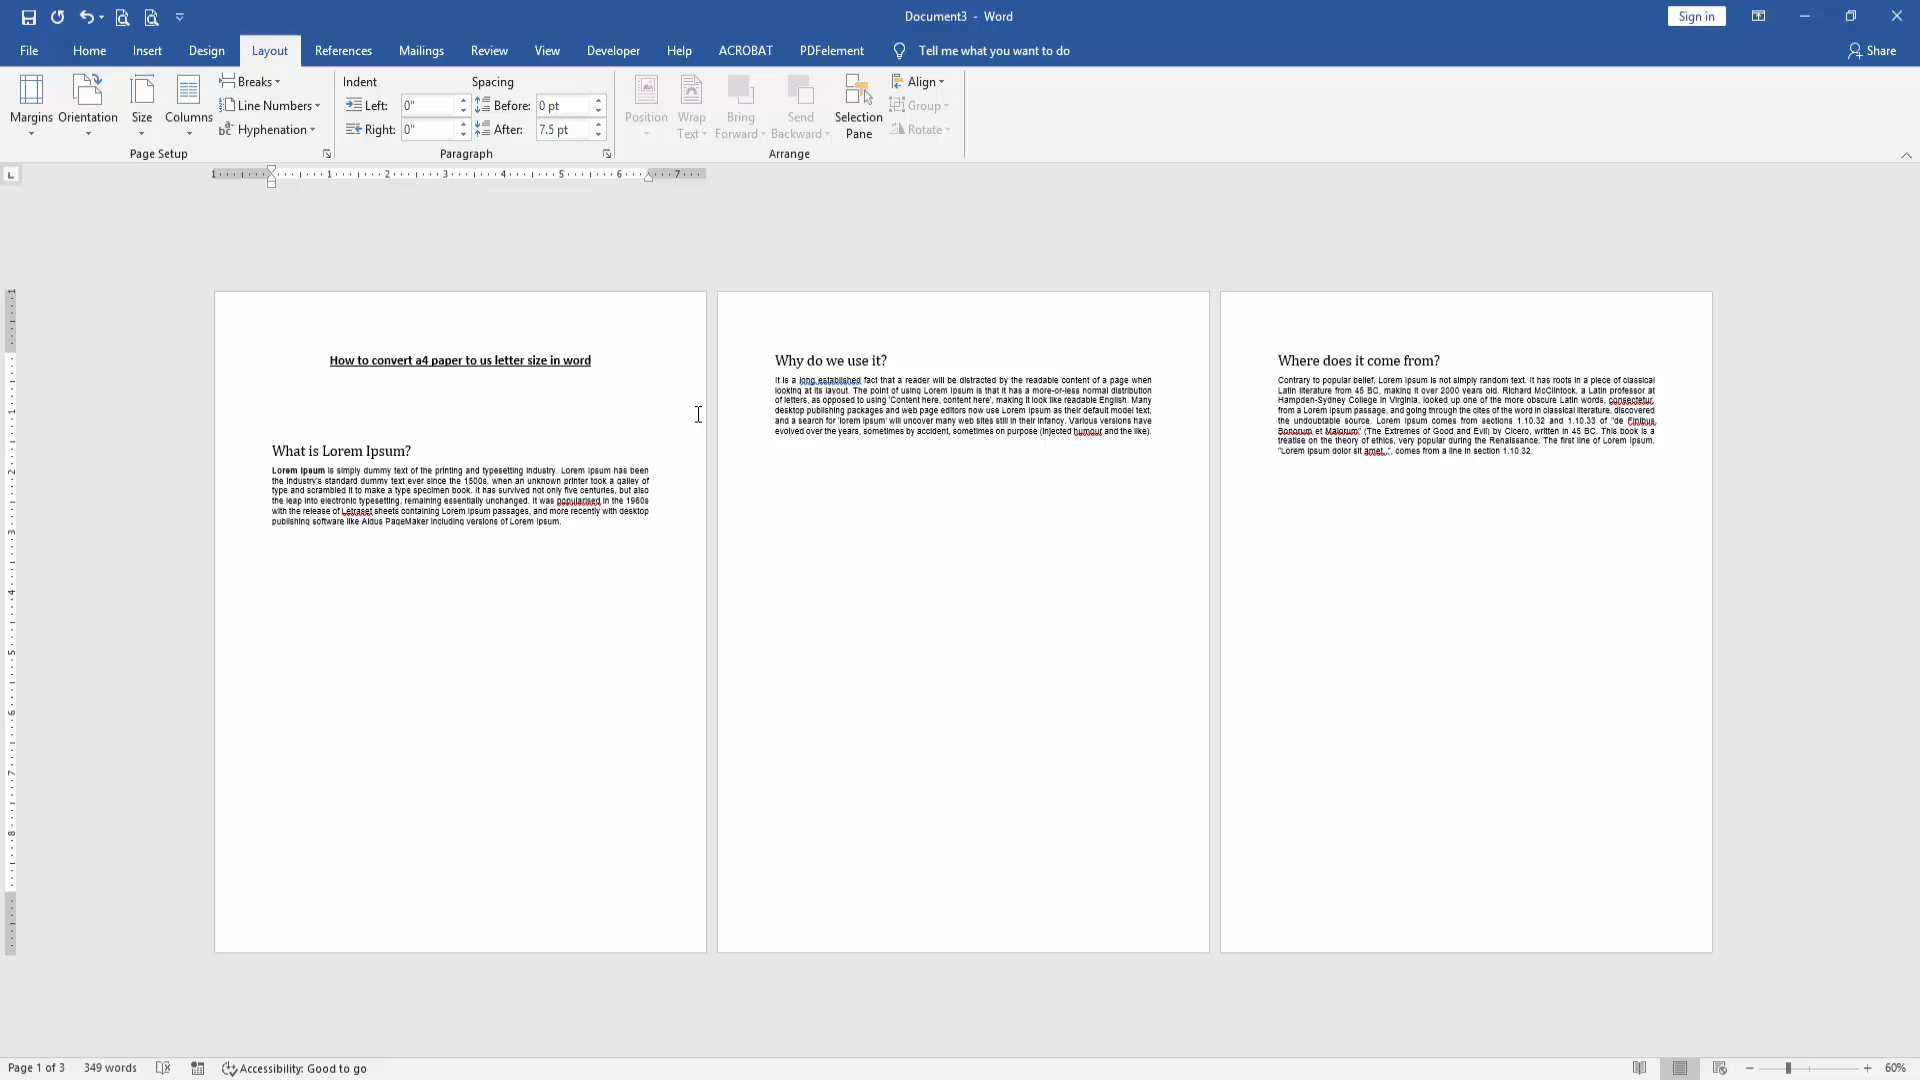 Document3 - Word
Sign in
File Home Insert Design Layout References Mailings Review View Developer Help ACROBAT PDFelement Tell me what you want to do Share
Margins
Orientation
Size
Columns
Breaks
Line Numbers
Hyphenation
Page Setup
Indent
Left: 0"
Right: 0"
Spacing
Before: 0 pt
After: 7.5 pt
Paragraph
Position
Wrap
Text
Bring
Forward
Send
Backward
Selection
Pane
Align
Group
Rotate
Arrange
1 1 2 3 4 5 6 7
1
1
2
3
4
5
6
7
8
How to convert a4 paper to us letter size in word
What is Lorem Ipsum?
Lorem Ipsum is simply dummy text of the printing and typesetting industry. Lorem Ipsum has been
the industry's standard dummy text ever since the 1500s, when an unknown printer took a galley of
type and scrambled it to make a type specimen book. It has survived not only five centuries, but also
the leap into electronic typesetting, remaining essentially unchanged. It was popularised in the 1960s
with the release of Letraset sheets containing Lorem Ipsum passages, and more recently with desktop
publishing software like Aldus PageMaker including versions of Lorem Ipsum.
Why do we use it?
It is a long established fact that a reader will be distracted by the readable content of a page when
looking at its layout. The point of using Lorem Ipsum is that it has a more-or-less normal distribution
of letters, as opposed to using 'Content here, content here', making it look like readable English. Many
desktop publishing packages and web page editors now use Lorem Ipsum as their default model text,
and a search for 'lorem ipsum' will uncover many web sites still in their infancy. Various versions have
evolved over the years, sometimes by accident, sometimes on purpose (injected humour and the like).
Where does it come from?
Contrary to popular belief, Lorem Ipsum is not simply random text. It has roots in a piece of classical
Latin literature from 45 BC, making it over 2000 years old. Richard McClintock, a Latin professor at
Hampden-Sydney College in Virginia, looked up one of the more obscure Latin words, consectetur,
from a Lorem Ipsum passage, and going through the cites of the word in classical literature, discovered
the undoubtable source. Lorem Ipsum comes from sections 1.10.32 and 1.10.33 of "de Finibus
Bonorum et Malorum" (The Extremes of Good and Evil) by Cicero, written in 45 BC. This book is a
treatise on the theory of ethics, very popular during the Renaissance. The first line of Lorem Ipsum,
"Lorem ipsum dolor sit amet..", comes from a line in section 1.10.32.
Page 1 of 3 349 words Accessibility: Good to go 60%